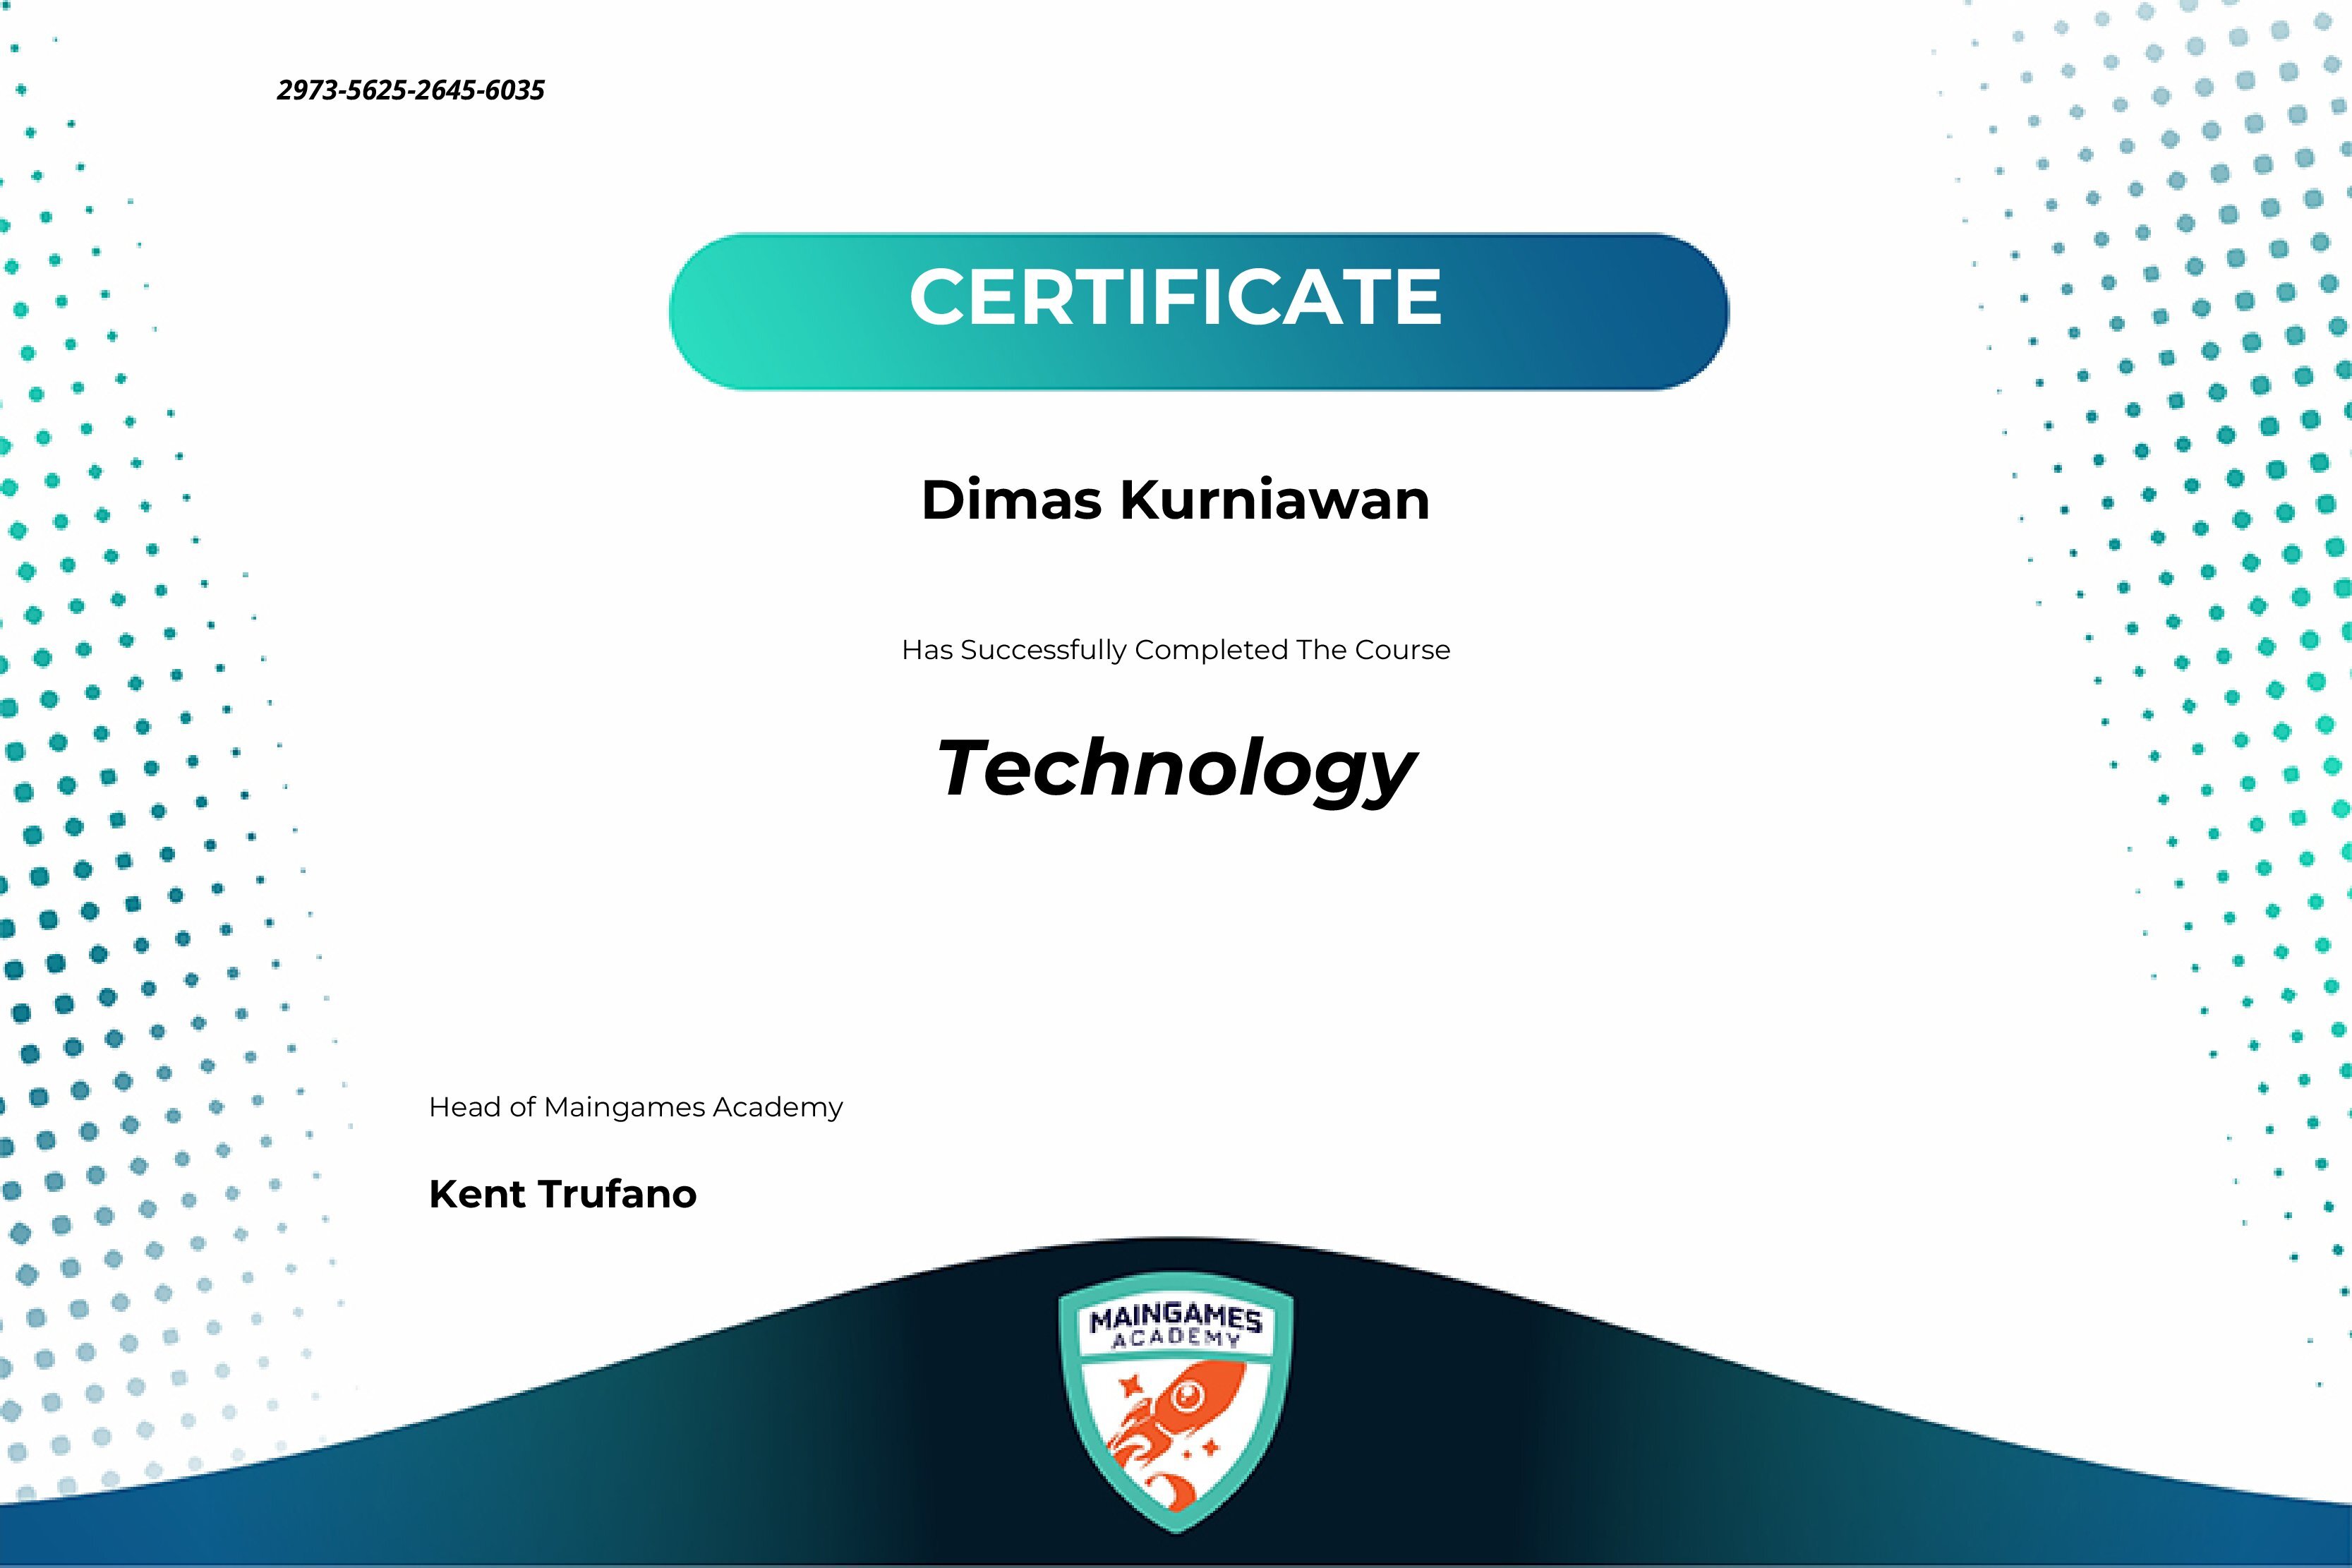 2973-5625-2645-6035
CERTIFICATE
Dimas Kurniawan
Has Successfully Completed The Course
Technology
Head of Maingames Academy
Kent Trufano
MAINGAMES
ACADEMY